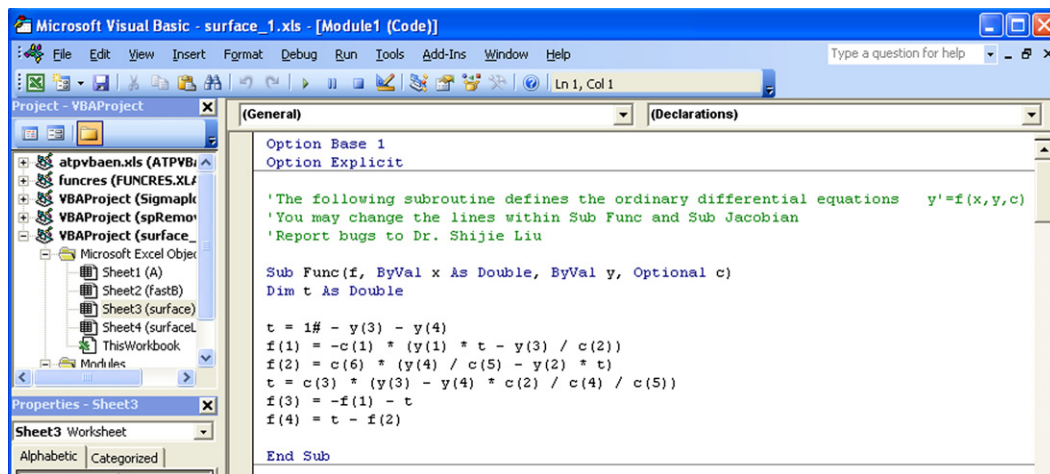 Microsoft Visual Basic - surface_1.xls - [Module1 (Code)]
File Edit View Insert Format Debug Run Tools Add-Ins Window Help
Type a question for help
Ln 1, Col 1
Project - VBAProject
(General)
(Declarations)
atpvbaen.xls (ATPVBA
funcres (FUNCRES.XLA
VBAProject (SigmaPlo
VBAProject (spRemov
VBAProject (surface_
Microsoft Excel Objec
Sheet1 (A)
Sheet2 (fastB)
Sheet3 (surface)
Sheet4 (surfaceL
ThisWorkbook
Modules
Properties - Sheet3
Sheet3 Worksheet
Alphabetic Categorized
Option Base 1
Option Explicit
'The following subroutine defines the ordinary differential equations y'=f(x,y,c)
'You may change the lines within Sub Func and Sub Jacobian
'Report bugs to Dr. Shijie Liu
Sub Func(f, ByVal x As Double, ByVal y, Optional c)
Dim t As Double
t = 1# - y(3) - y(4)
f(1) = -c(1) * (y(1) * t - y(3) / c(2))
f(2) = c(6) * (y(4) / c(5) - y(2) * t)
t = c(3) * (y(3) - y(4) * c(2) / c(4) / c(5))
f(3) = -f(1) - t
f(4) = t - f(2)
End Sub